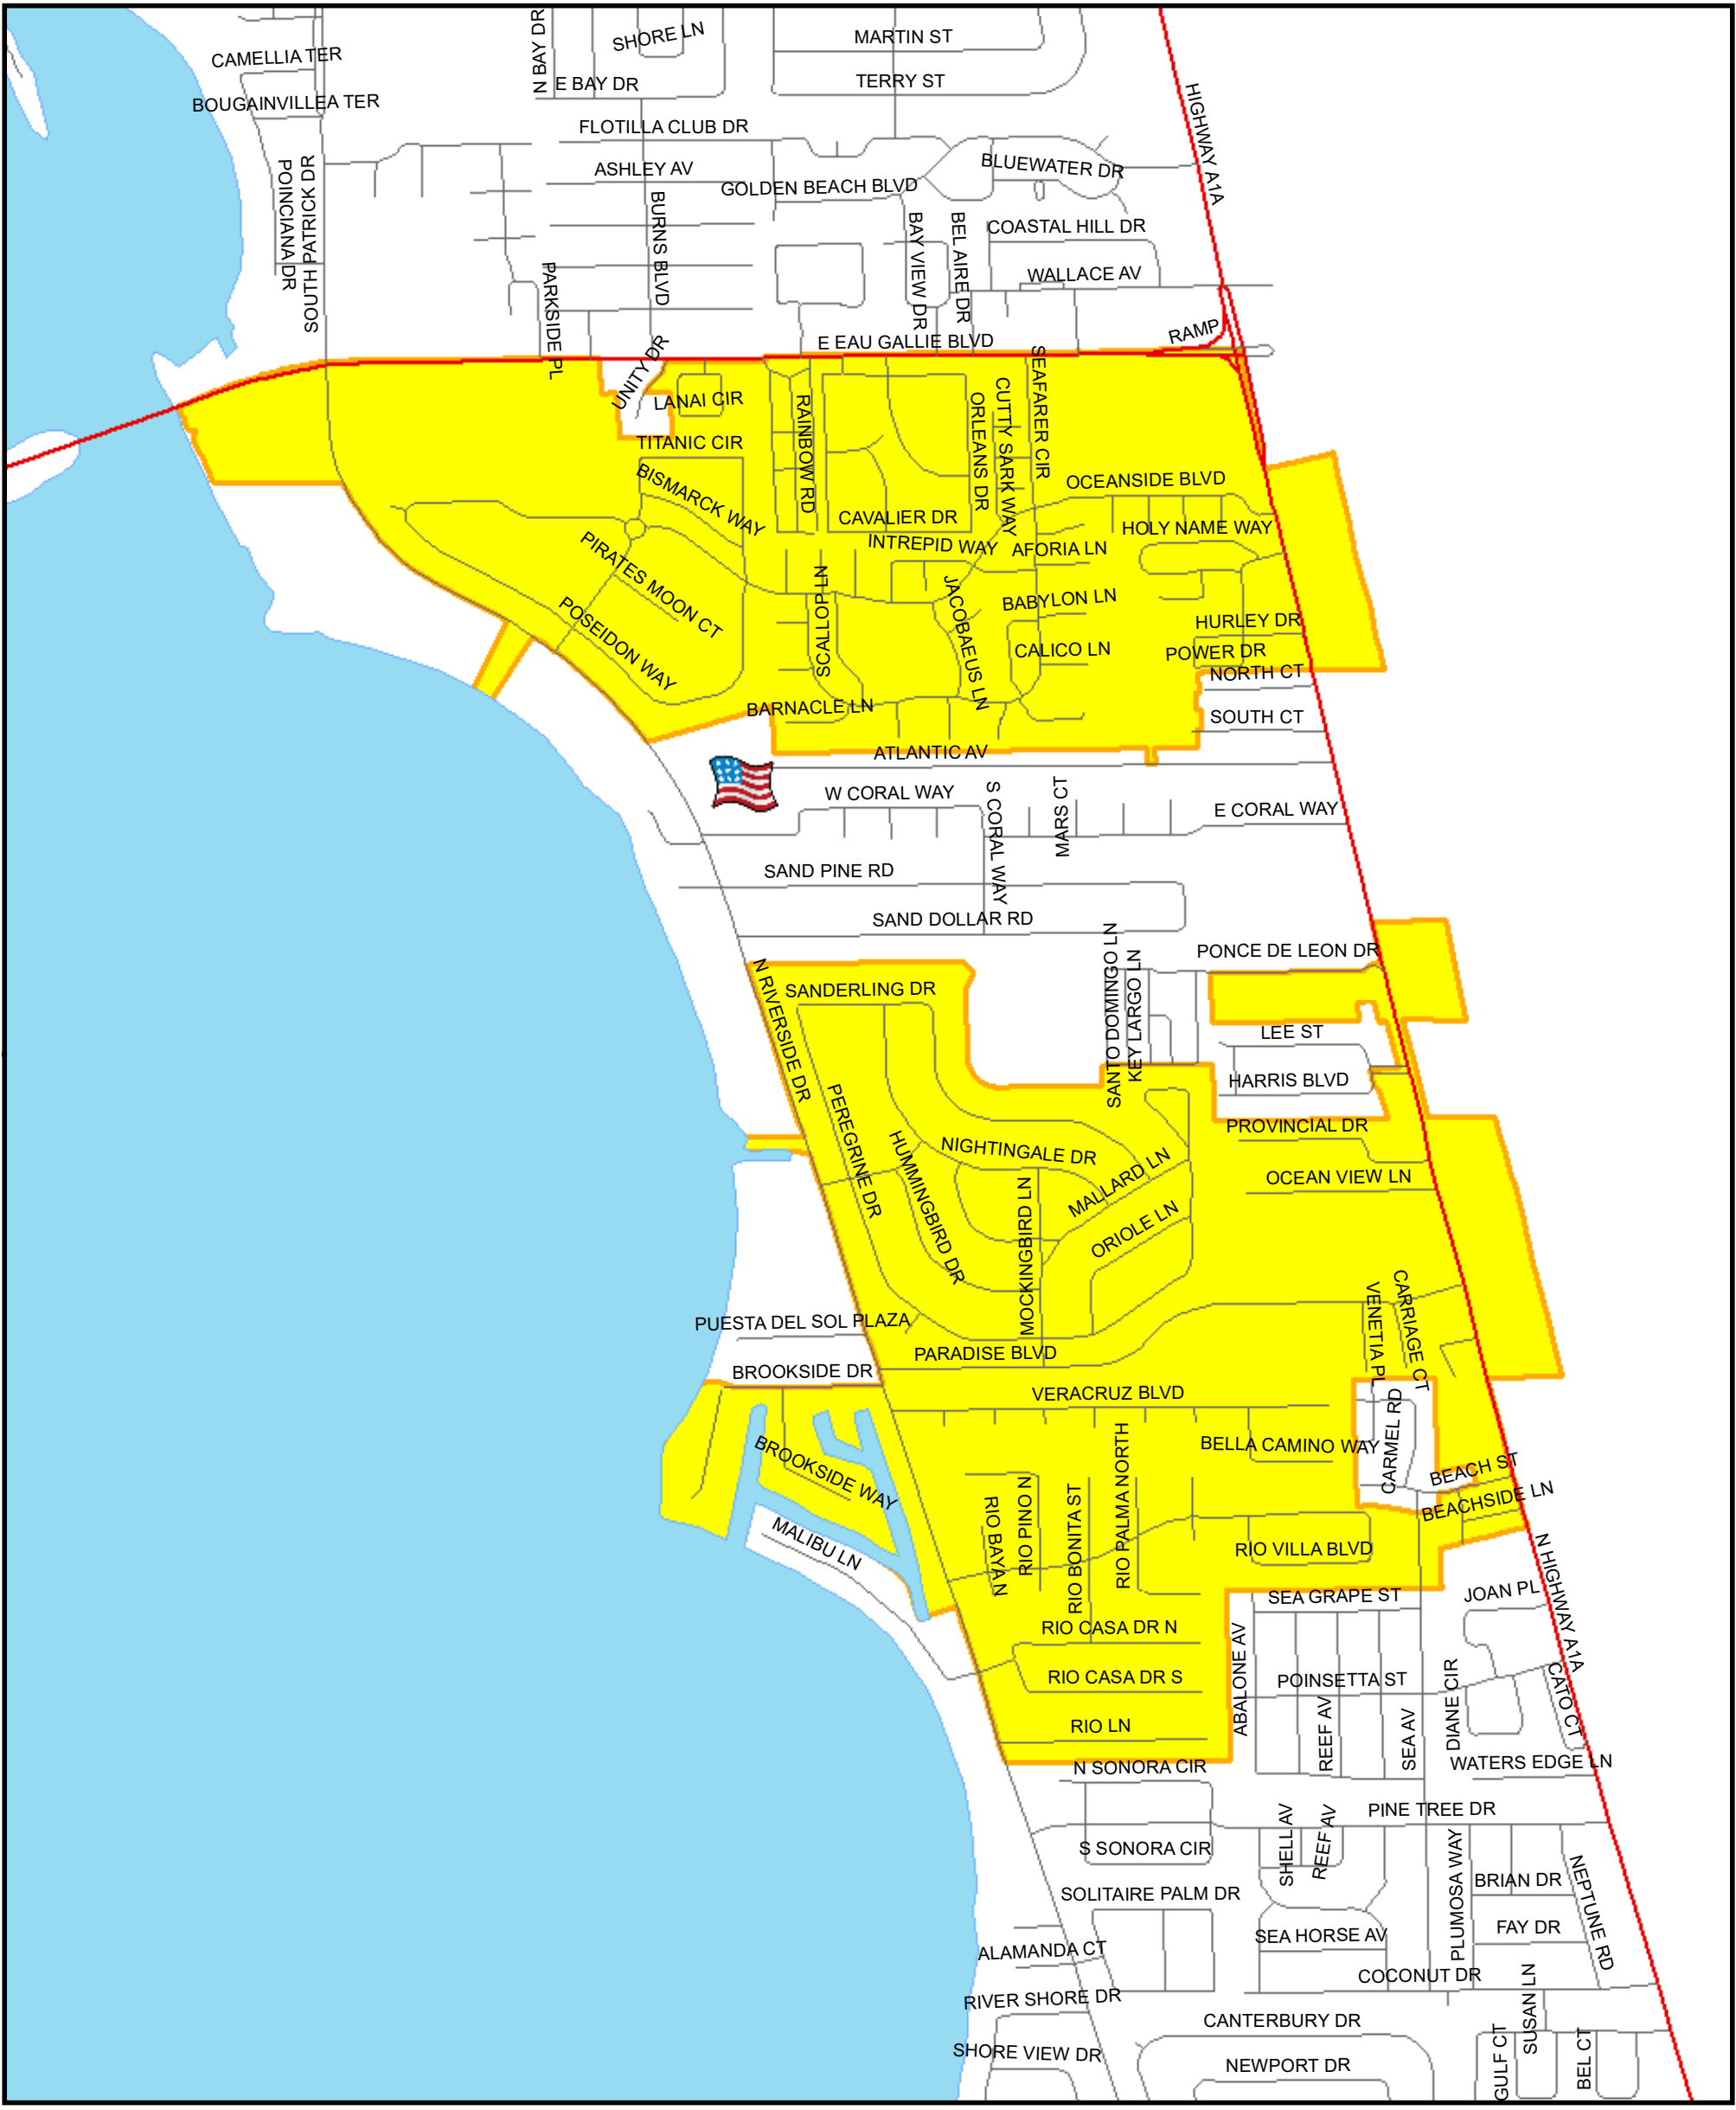 CAMELLIA TER
BOUGAINVILLEA TER
POINCIANA DR
SOUTH PATRICK DR
N BAY DR
SHORE LN
E BAY DR
MARTIN ST
TERRY ST
FLOTILLA CLUB DR
ASHLEY AV
GOLDEN BEACH BLVD
BLUEWATER DR
HIGHWAY A1A
BURNS BLVD
PARKSIDE PL
BAY VIEW DR
BEL AIRE DR
COASTAL HILL DR
WALLACE AV
RAMP
E EAU GALLIE BLVD
UNITY DR
LANAI CIR
TITANIC CIR
BISMARCK WAY
RAINBOW RD
ORLEANS DR
CUTTY SARK WAY
SEAFARER CIR
OCEANSIDE BLVD
CAVALIER DR
HOLY NAME WAY
INTREPID WAY
AFORIA LN
PIRATES MOON CT
POSEIDON WAY
SCALLOP LN
JACOBAEUS LN
BABYLON LN
CALICO LN
HURLEY DR
POWER DR
NORTH CT
SOUTH CT
BARNACLE LN
ATLANTIC AV
W CORAL WAY
S CORAL WAY
MARS CT
E CORAL WAY
SAND PINE RD
SAND DOLLAR RD
SANTO DOMINGO LN
KEY LARGO LN
PONCE DE LEON DR
N RIVERSIDE DR
SANDERLING DR
LEE ST
HARRIS BLVD
PEREGRINE DR
HUMMINGBIRD DR
NIGHTINGALE DR
MALLARD LN
PROVINCIAL DR
OCEAN VIEW LN
MOCKINGBIRD LN
ORIOLE LN
PUESTA DEL SOL PLAZA
PARADISE BLVD
VENETIA PL
CARRIAGE CT
BROOKSIDE DR
VERACRUZ BLVD
BROOKSIDE WAY
BELLA CAMINO WAY
CARMEL RD
BEACH ST
BEACHSIDE LN
MALIBU LN
RIO BAYA N
RIO PINO N
RIO BONITA ST
RIO PALMA NORTH
RIO VILLA BLVD
N HIGHWAY A1A
SEA GRAPE ST
JOAN PL
RIO CASA DR N
RIO CASA DR S
ABALONE AV
POINSETTA ST
REEF AV
SEA AV
DIANE CIR
CATO CT
RIO LN
N SONORA CIR
WATERS EDGE LN
PINE TREE DR
S SONORA CIR
SHELL AV
REEF AV
PLUMOSA WAY
BRIAN DR
NEPTUNE RD
SOLITAIRE PALM DR
FAY DR
SEA HORSE AV
ALAMANDA CT
COCONUT DR
RIVER SHORE DR
CANTERBURY DR
SUSAN LN
GULF CT
BEL CT
SHORE VIEW DR
NEWPORT DR